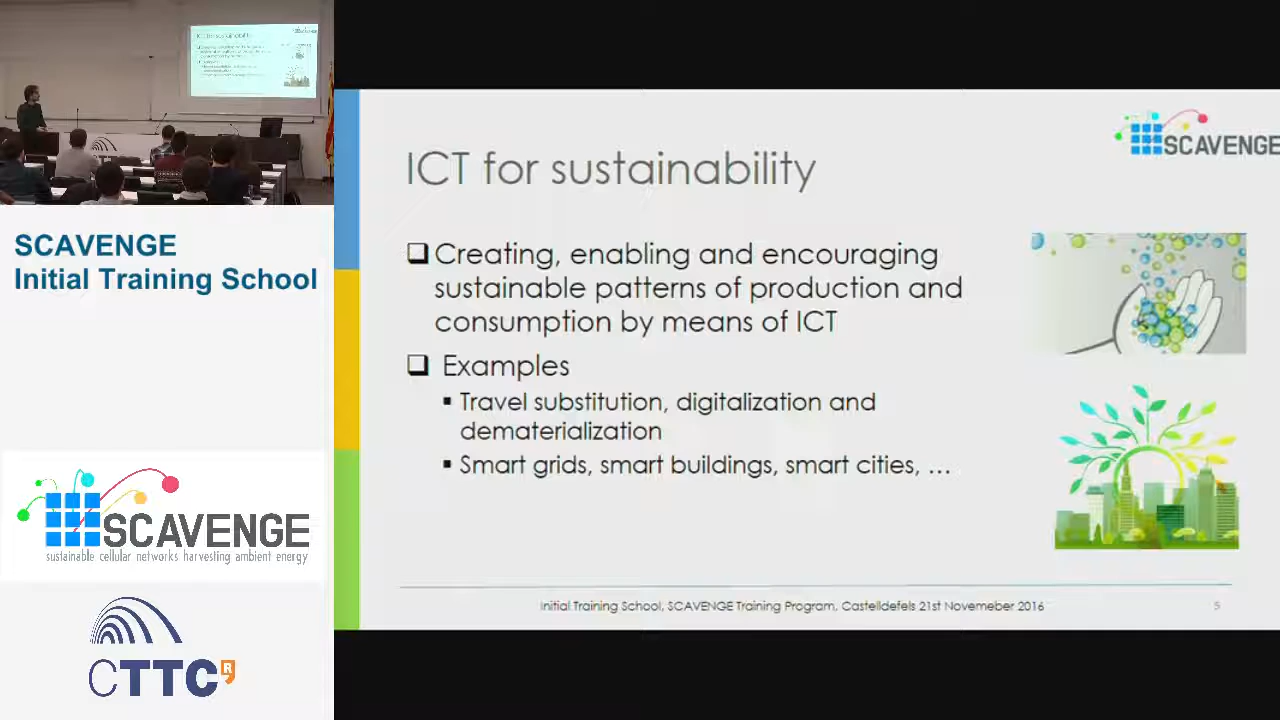 SCAVENGE
Initial Training School
SCAVENGE
sustainable cellular networks harvesting ambient energy
CTTC
R
SCAVENGE
ICT for sustainability
Creating, enabling and encouraging
sustainable patterns of production and
consumption by means of ICT
Examples
Travel substitution, digitalization and
dematerialization
Smart grids, smart buildings, smart cities, ...
Initial Training School, SCAVENGE Training Program, Castelldefels 21st Novemeber 2016
5